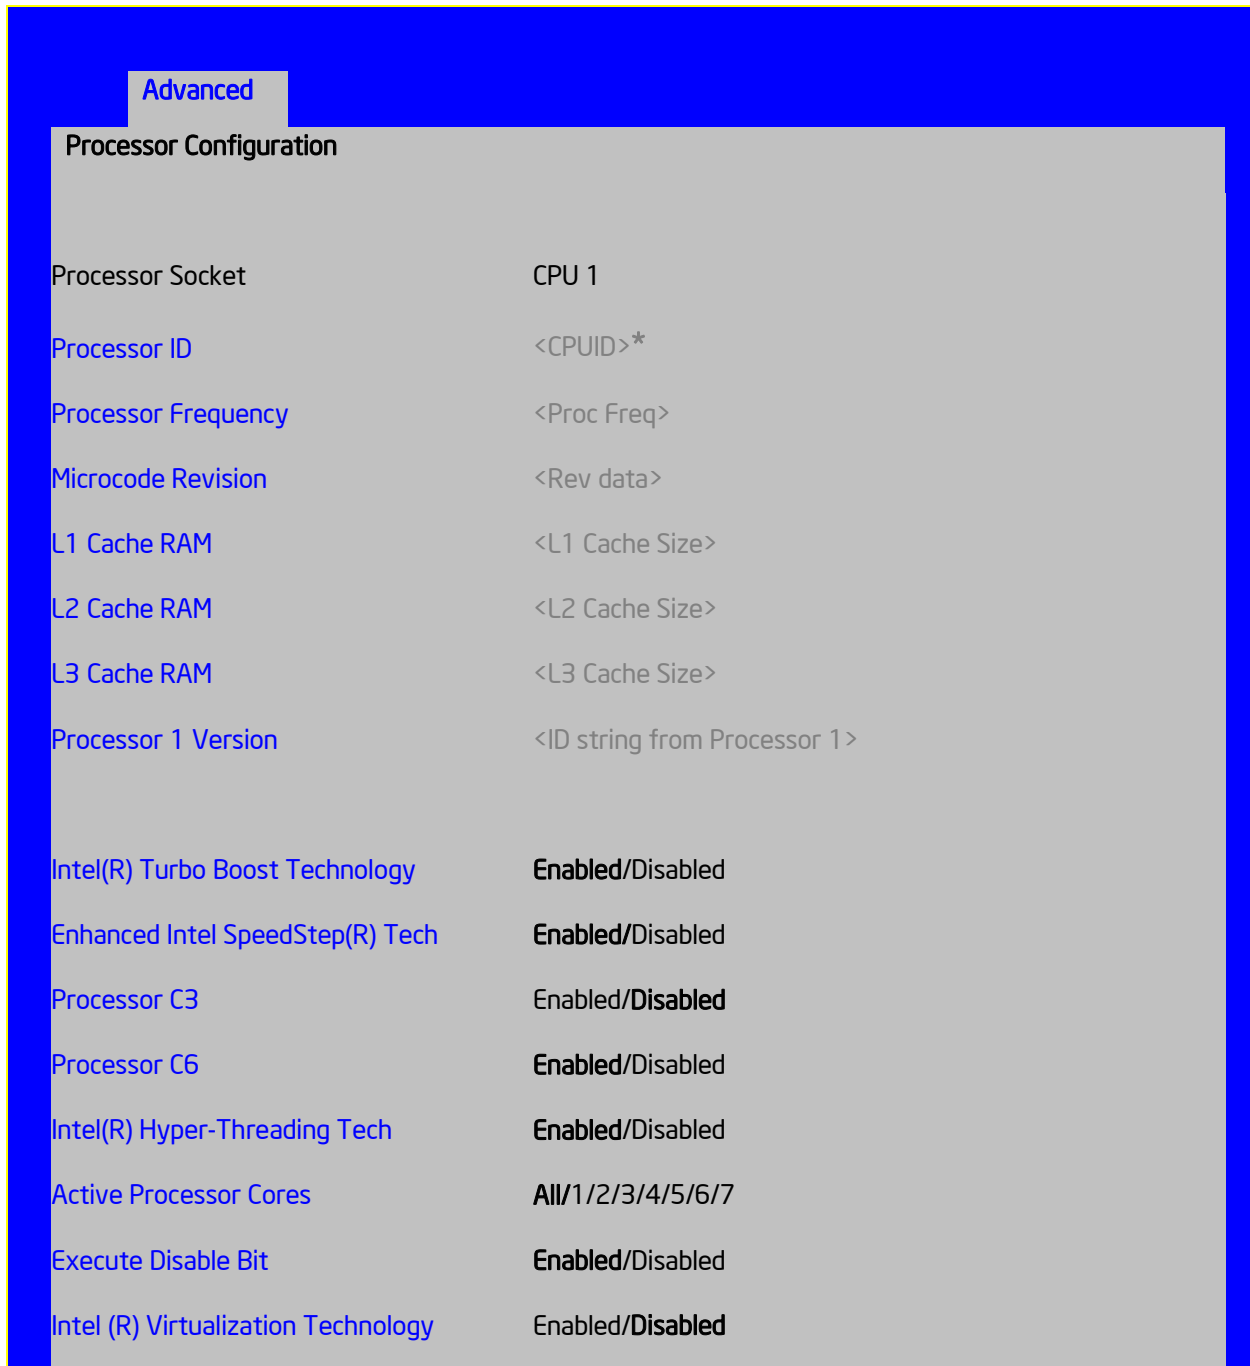 Advanced
Processor Configuration
Processor Socket CPU 1
Processor ID <CPUID>*
Processor Frequency <Proc Freq>
Microcode Revision <Rev data>
L1 Cache RAM <L1 Cache Size>
L2 Cache RAM <L2 Cache Size>
L3 Cache RAM <L3 Cache Size>
Processor 1 Version <ID string from Processor 1>
Intel(R) Turbo Boost Technology Enabled/Disabled
Enhanced Intel SpeedStep(R) Tech Enabled/Disabled
Processor C3 Enabled/Disabled
Processor C6 Enabled/Disabled
Intel(R) Hyper-Threading Tech Enabled/Disabled
Active Processor Cores All/1/2/3/4/5/6/7
Execute Disable Bit Enabled/Disabled
Intel (R) Virtualization Technology Enabled/Disabled